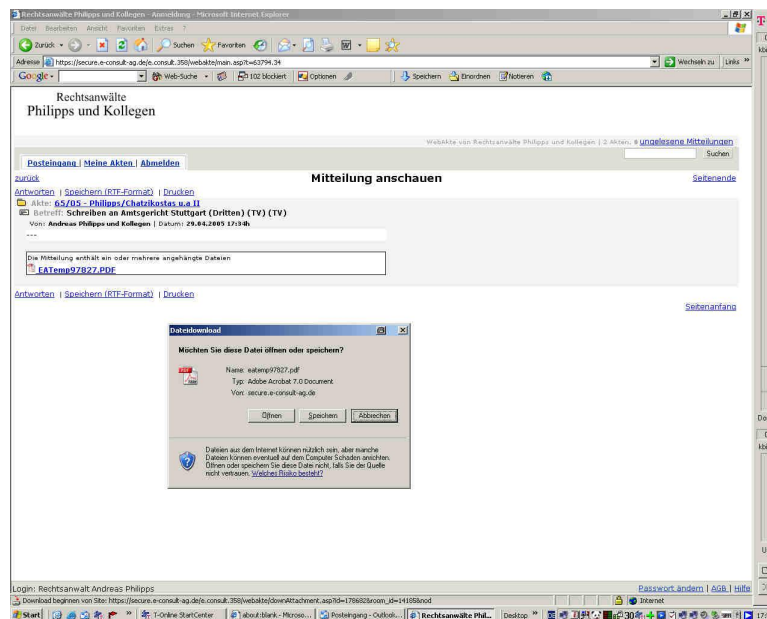 Rechtsanwälte Philipps und Kollegen - Anmeldung - Microsoft Internet Explorer
Datei Bearbeiten Ansicht Favoriten Extras ?
Zurück Suchen Favoriten
Adresse https://secure.e-consult-ag.de/e.consult.358/webakte/main.asp?t=63794.34 Wechseln zu Links »
Google - Web-Suche 102 blockiert Optionen Speichern Einordnen Notieren
Rechtsanwälte
Philipps und Kollegen
WebAkte von Rechtsanwälte Philipps und Kollegen | 2 Akten, 0 ungelesene Mitteilungen
Suchen
Posteingang | Meine Akten | Abmelden
zurück Mitteilung anschauen Seitenende
Antworten | Speichern (RTF-Format) | Drucken
Akte: 65/05 - Philipps/Chatzikostas u.a II
Betreff: Schreiben an Amtsgericht Stuttgart (Dritten) (TV) (TV)
Von: Andreas Philipps und Kollegen | Datum: 29.04.2005 17:34h
---
Die Mitteilung enthält ein oder mehrere angehängte Dateien
EATemp97827.PDF
Antworten | Speichern (RTF-Format) | Drucken
Seitenanfang
Dateidownload
Möchten Sie diese Datei öffnen oder speichern?
Name: eatemp97827.pdf
Typ: Adobe Acrobat 7.0 Document
Von: secure.e-consult-ag.de
Öffnen Speichern Abbrechen
Dateien aus dem Internet können nützlich sein, aber manche
Dateien können eventuell auf dem Computer Schaden anrichten.
Öffnen oder speichern Sie diese Datei nicht, falls Sie der Quelle
nicht vertrauen. Welches Risiko besteht?
Login: Rechtsanwalt Andreas Philipps Passwort ändern | AGB | Hilfe
Download beginnen von Site: https://secure.e-consult-ag.de/e.consult.358/webakte/downAttachment.asp?id=178682&room_id=14185&nod Internet
Start T-Online StartCenter about:blank - Microso... Posteingang - Outlook... Rechtsanwälte Phil... Desktop »